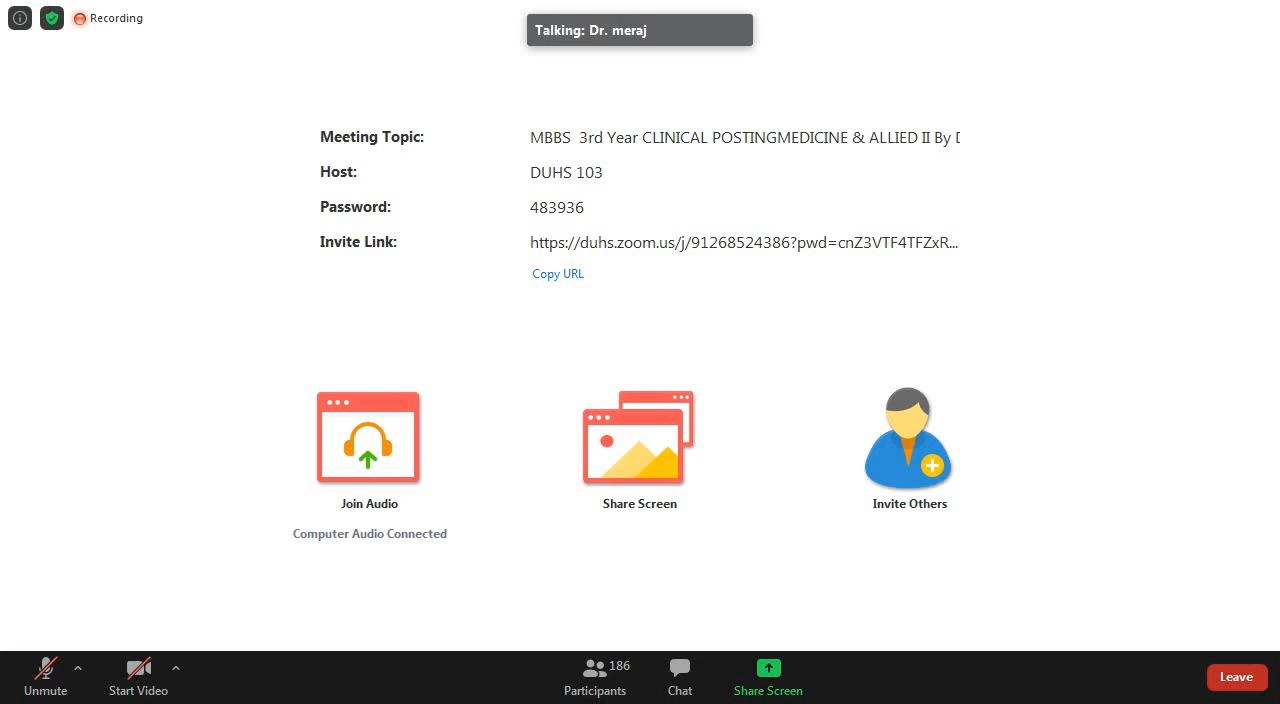 Recording
Talking: Dr. meraj
Meeting Topic: MBBS 3rd Year CLINICAL POSTINGMEDICINE & ALLIED II By
Host: DUHS 103
Password: 483936
Invite Link: https://duhs.zoom.us/j/91268524386?pwd=cnZ3VTF4TFZxR...
Copy URL
Join Audio
Share Screen
Invite Others
Computer Audio Connected
186
Unmute
Start Video
Participants
Chat
Share Screen
Leave